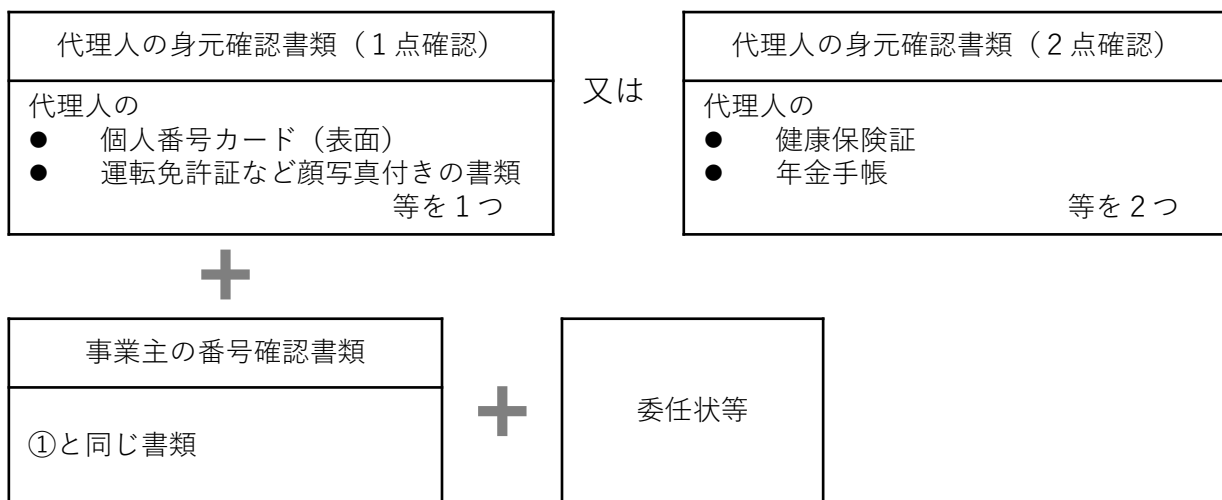 代理人の身元確認書類（１点確認）
代理人の
● 個人番号カード（表面）
● 運転免許証など顔写真付きの書類
等を１つ
又は
代理人の身元確認書類（２点確認）
代理人の
● 健康保険証
● 年金手帳
等を２つ
＋
事業主の番号確認書類
①と同じ書類
＋
委任状等